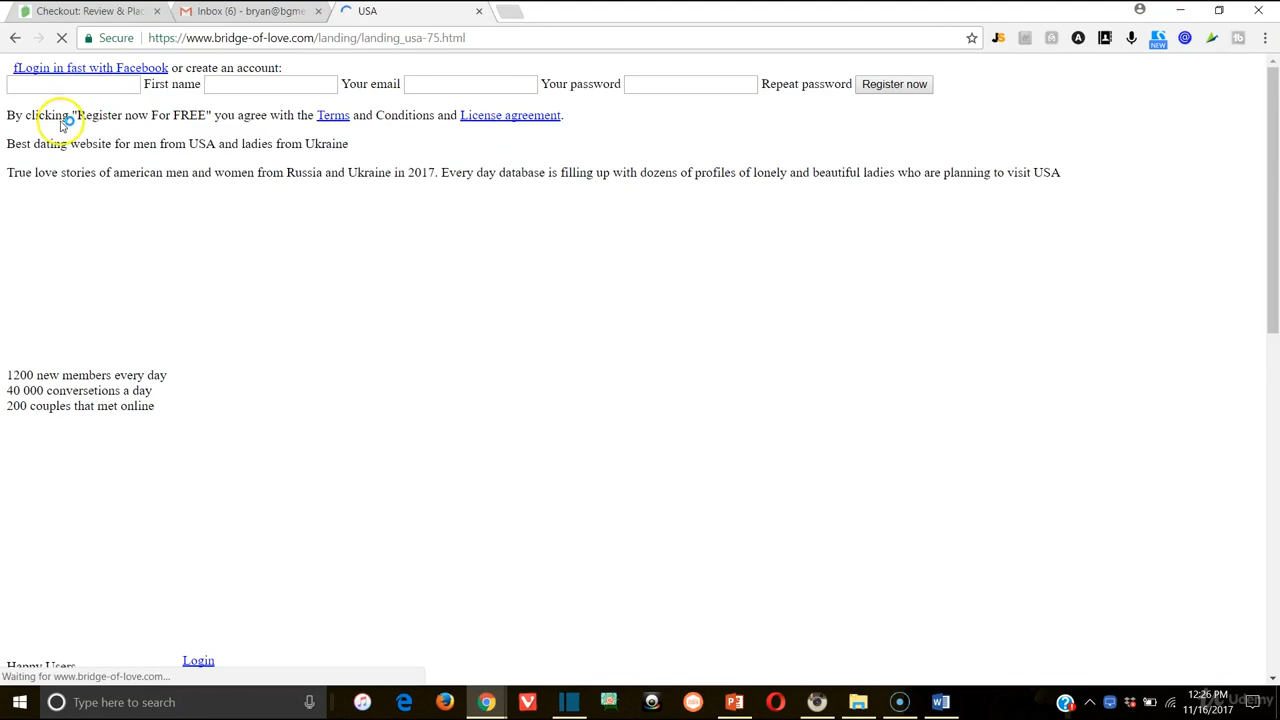 Checkout: Review & Pla
Inbox (6) - bryan@bgme
USA
Secure
https://www.bridge-of-love.com/landing/landing_usa-75.html
fLogin in fast with Facebook or create an account:
First name Your email Your password Repeat password Register now
By clicking "Register now For FREE" you agree with the Terms and Conditions and License agreement.
Best dating website for men from USA and ladies from Ukraine
True love stories of american men and women from Russia and Ukraine in 2017. Every day database is filling up with dozens of profiles of lonely and beautiful ladies who are planning to visit USA
1200 new members every day
40 000 conversetions a day
200 couples that met online
Login
Happy Users
Waiting for www.bridge-of-love.com...
Type here to search
12:26 PM
11/16/2017
Udemy